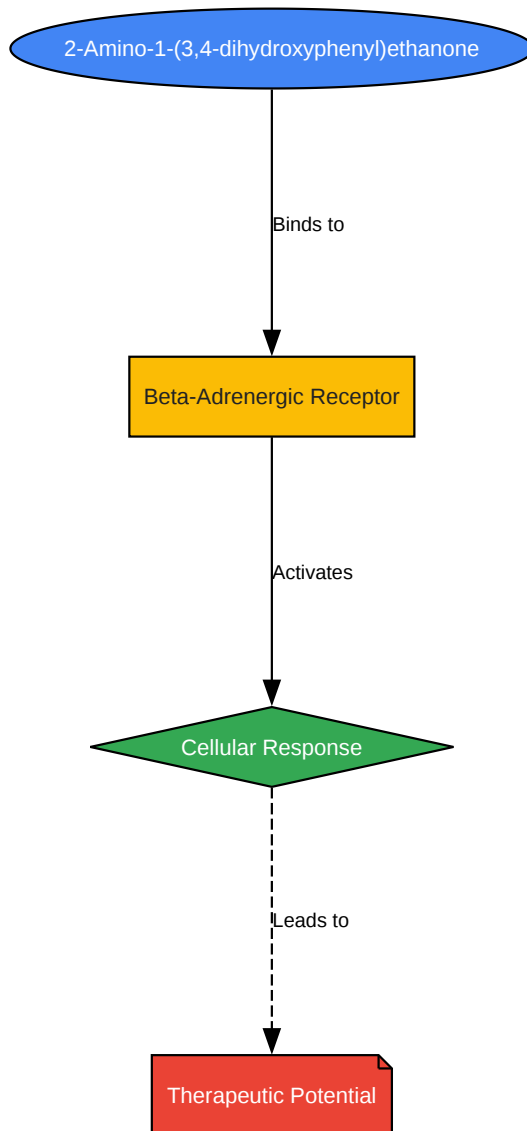 2-Amino-1-(3,4-dihydroxyphenyl)ethanone
Binds to
Beta-Adrenergic Receptor
Activates
Cellular Response
Leads to
Therapeutic Potential